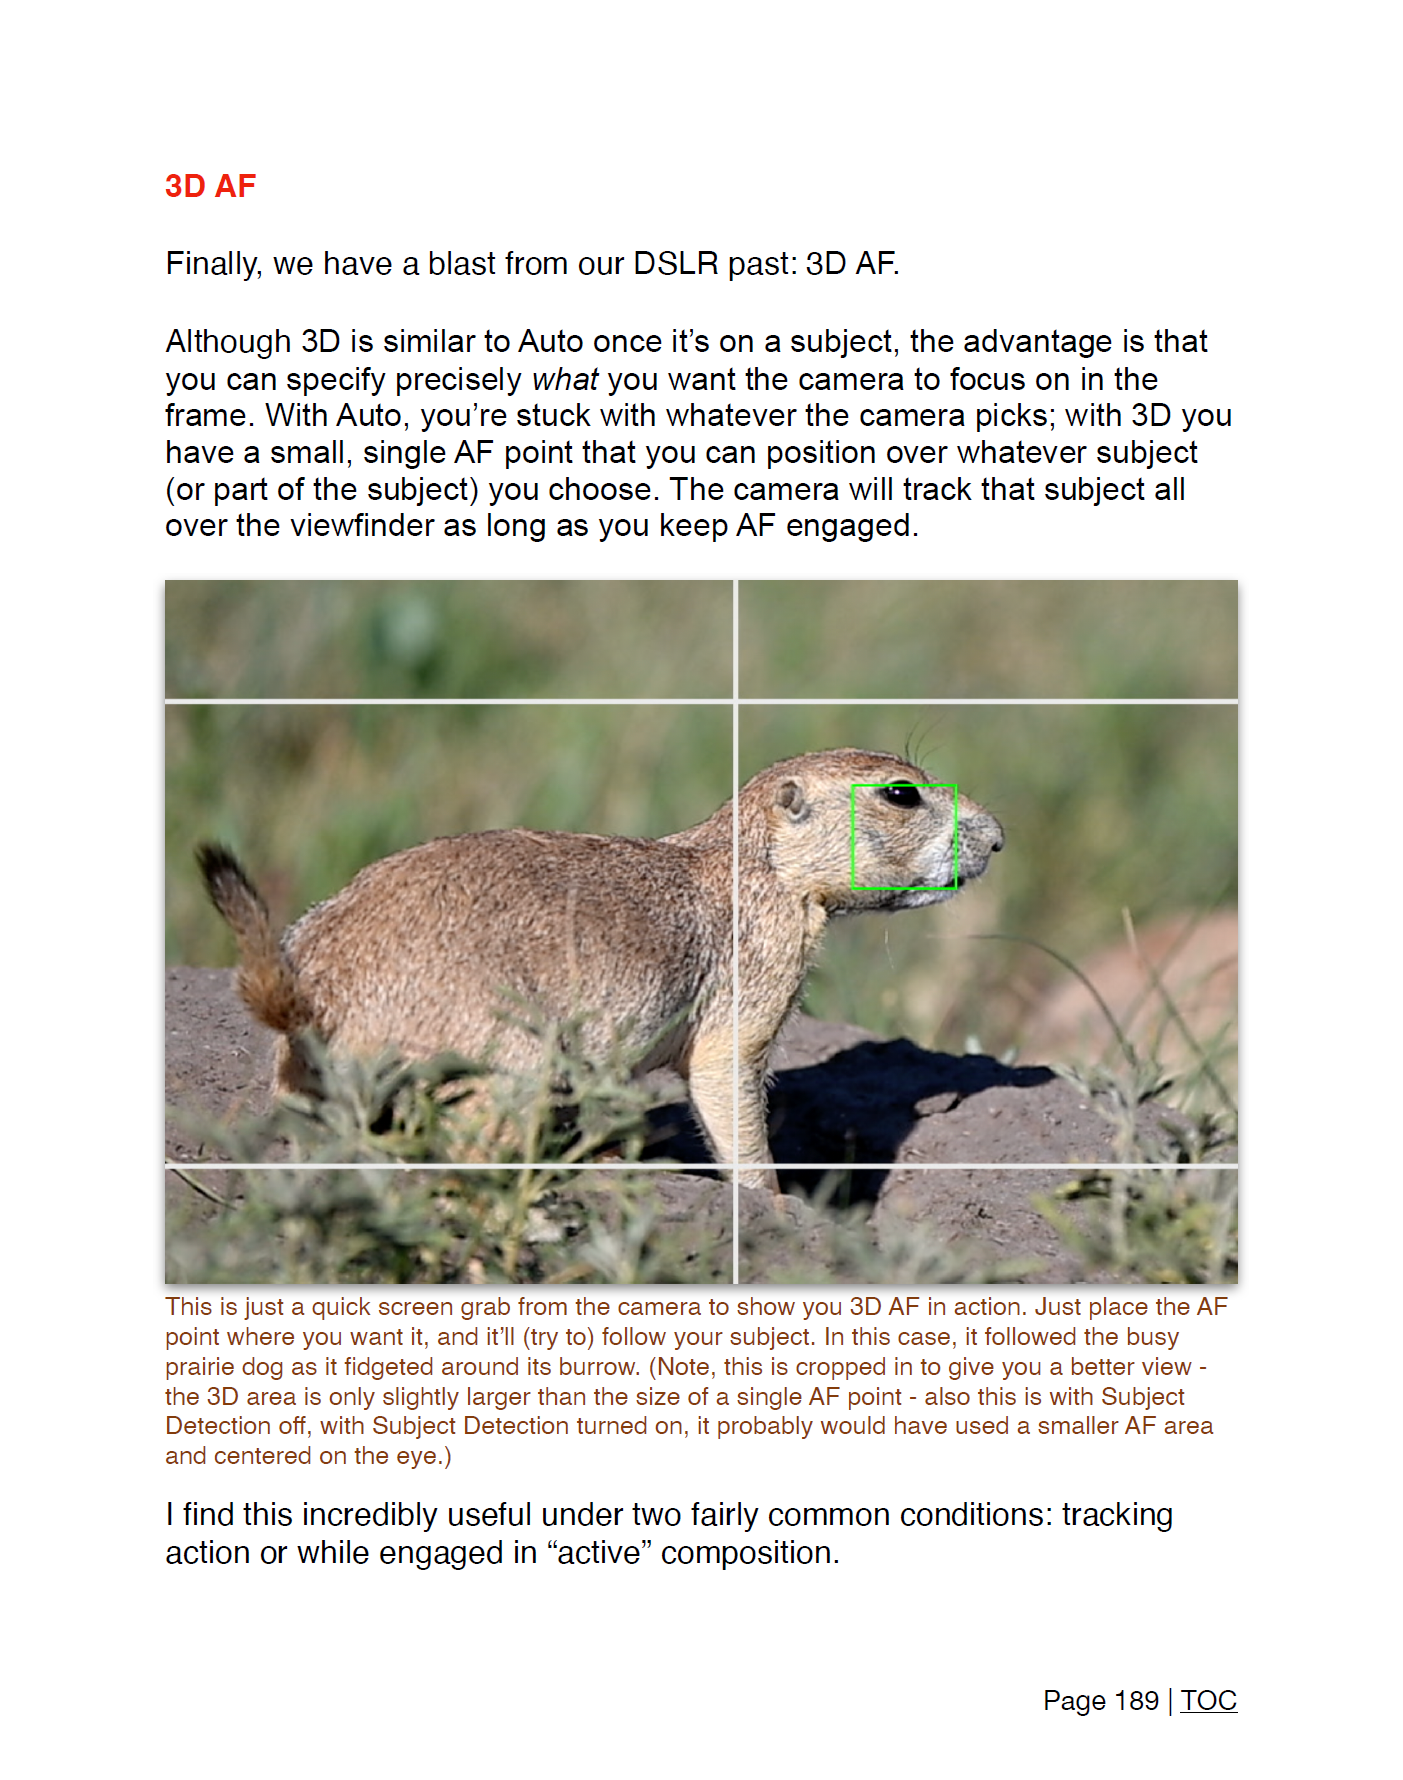 3D AF
Finally, we have a blast from our DSLR past: 3D AF.
Although 3D is similar to Auto once it’s on a subject, the advantage is that
you can specify precisely what you want the camera to focus on in the
frame. With Auto, you’re stuck with whatever the camera picks; with 3D you
have a small, single AF point that you can position over whatever subject
(or part of the subject) you choose. The camera will track that subject all
over the viewfinder as long as you keep AF engaged.
This is just a quick screen grab from the camera to show you 3D AF in action. Just place the AF
point where you want it, and it’ll (try to) follow your subject. In this case, it followed the busy
prairie dog as it fidgeted around its burrow. (Note, this is cropped in to give you a better view -
the 3D area is only slightly larger than the size of a single AF point - also this is with Subject
Detection off, with Subject Detection turned on, it probably would have used a smaller AF area
and centered on the eye.)
I find this incredibly useful under two fairly common conditions: tracking
action or while engaged in “active” composition.
Page 189 | TOC